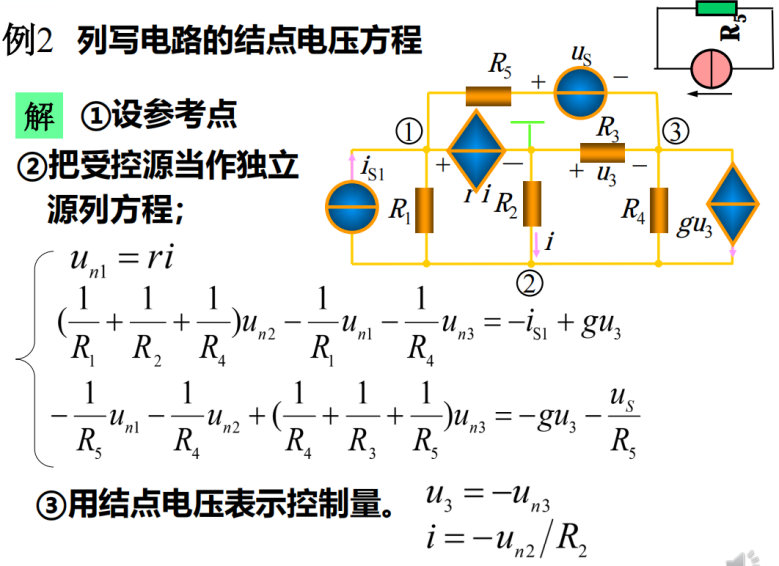 例2 列写电路的结点电压方程
R₅
解 ①设参考点
②把受控源当作独立
源列方程；
R₅ + u_S −
① R₃ ③
i_S1 + − + u₃ −
R₁ r i R₂ R₄ gu₃
i
②
u_{n1} = ri
(1/R₁ + 1/R₂ + 1/R₄)u_{n2} − 1/R₁ u_{n1} − 1/R₄ u_{n3} = −i_{S1} + gu₃
− 1/R₅ u_{n1} − 1/R₄ u_{n2} + (1/R₄ + 1/R₃ + 1/R₅)u_{n3} = −gu₃ − u_S/R₅
③用结点电压表示控制量。
u₃ = −u_{n3}
i = −u_{n2}/R₂